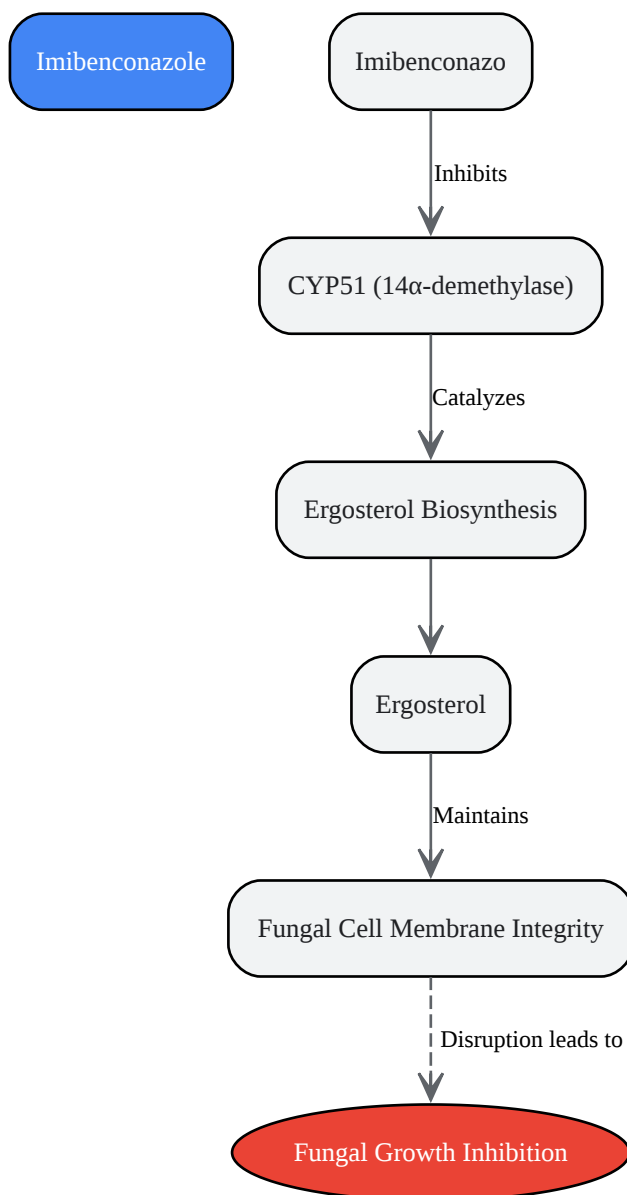 Imibenconazole
Imibenconazo
Inhibits
CYP51 (14α-demethylase)
Catalyzes
Ergosterol Biosynthesis
Ergosterol
Maintains
Fungal Cell Membrane Integrity
Disruption leads to
Fungal Growth Inhibition